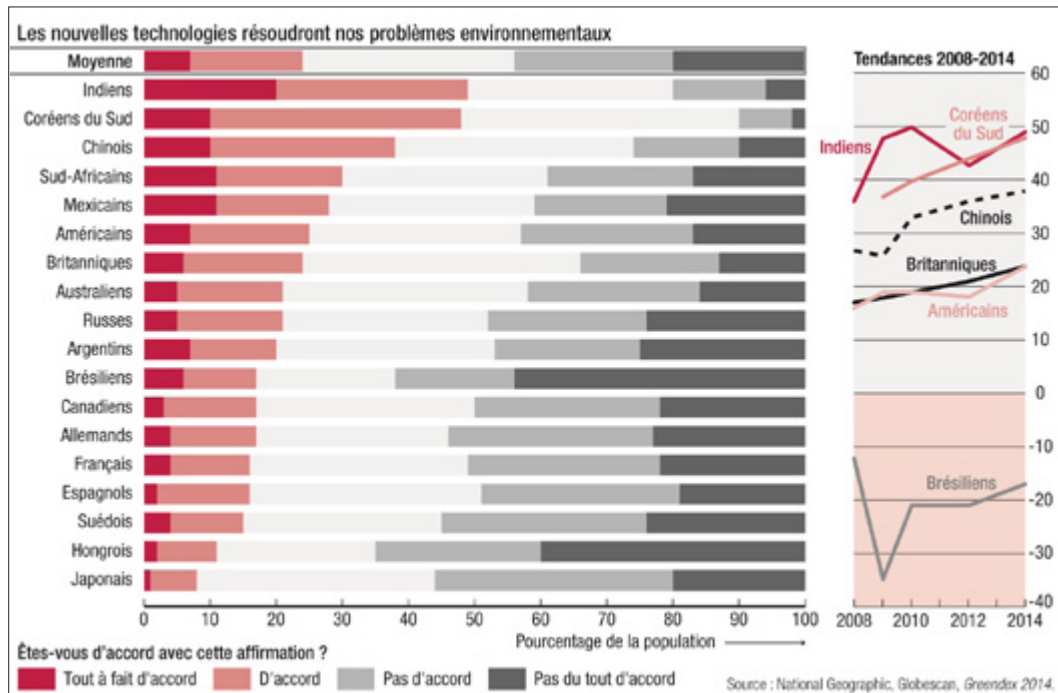 Les nouvelles technologies résoudront nos problèmes environnementaux
Moyenne
Indiens
Coréens du Sud
Chinois
Sud-Africains
Mexicains
Américains
Britanniques
Australiens
Russes
Argentins
Brésiliens
Canadiens
Allemands
Français
Espagnols
Suédois
Hongrois
Japonais
0 10 20 30 40 50 60 70 80 90 100
Pourcentage de la population
Tendances 2008-2014
60
50
40
30
20
10
0
-10
-20
-30
-40
Indiens
Coréens
du Sud
Chinois
Britanniques
Américains
Brésiliens
2008 2010 2012 2014
Êtes-vous d'accord avec cette affirmation ?
Tout à fait d'accord D'accord Pas d'accord Pas du tout d'accord
Source : National Geographic, Globescan, Greendex 2014.